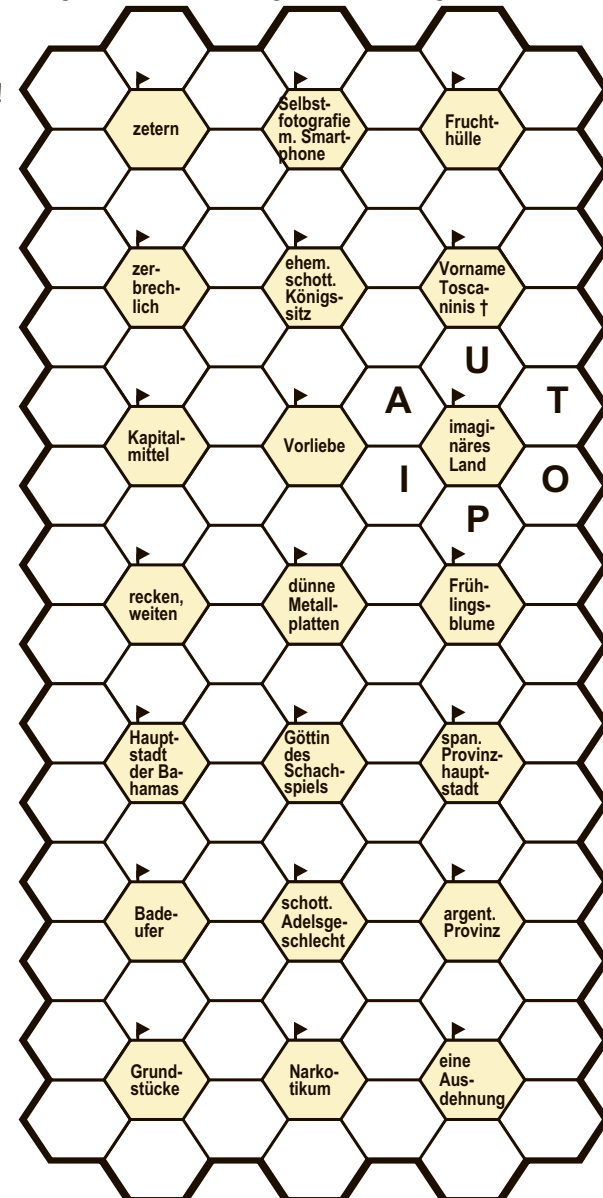 zetern
Selbst-
fotografie
m. Smart-
phone
Frucht-
hülle
zer-
brech-
lich
ehem.
schott.
Königs-
sitz
Vorname
Tosca-
ninis †
U
A
T
Kapital-
mittel
Vorliebe
imagi-
näres
Land
I
O
P
recken,
weiten
dünne
Metall-
platten
Früh-
lings-
blume
Haupt-
stadt
der Ba-
hamas
Göttin
des
Schach-
spiels
span.
Provinz-
haupt-
stadt
Bade-
ufer
schott.
Adelsge-
schlecht
argent.
Provinz
Grund-
stücke
Narko-
tikum
eine
Aus-
dehnung